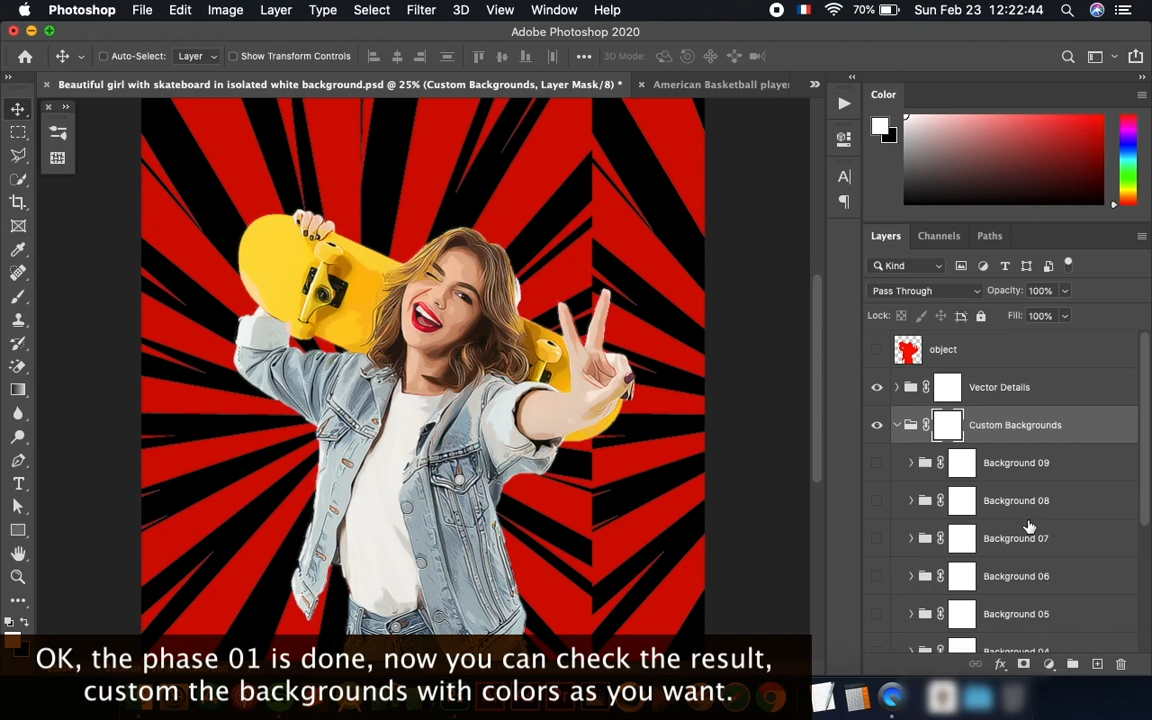 Photoshop File Edit Image Layer Type Select Filter 3D View Window Help 70% Sun Feb 23 12:22:44
Adobe Photoshop 2020
Auto-Select: Layer Show Transform Controls 3D Mode:
Beautiful girl with skateboard in isolated white background.psd @ 25% (Custom Backgrounds, Layer Mask/8) * American Basketball player
Color
Layers Channels Paths
Kind
Pass Through Opacity: 100%
Lock: Fill: 100%
object
Vector Details
Custom Backgrounds
Background 09
Background 08
Background 07
Background 06
Background 05
Background 04
OK, the phase 01 is done, now you can check the result,
custom the backgrounds with colors as you want.